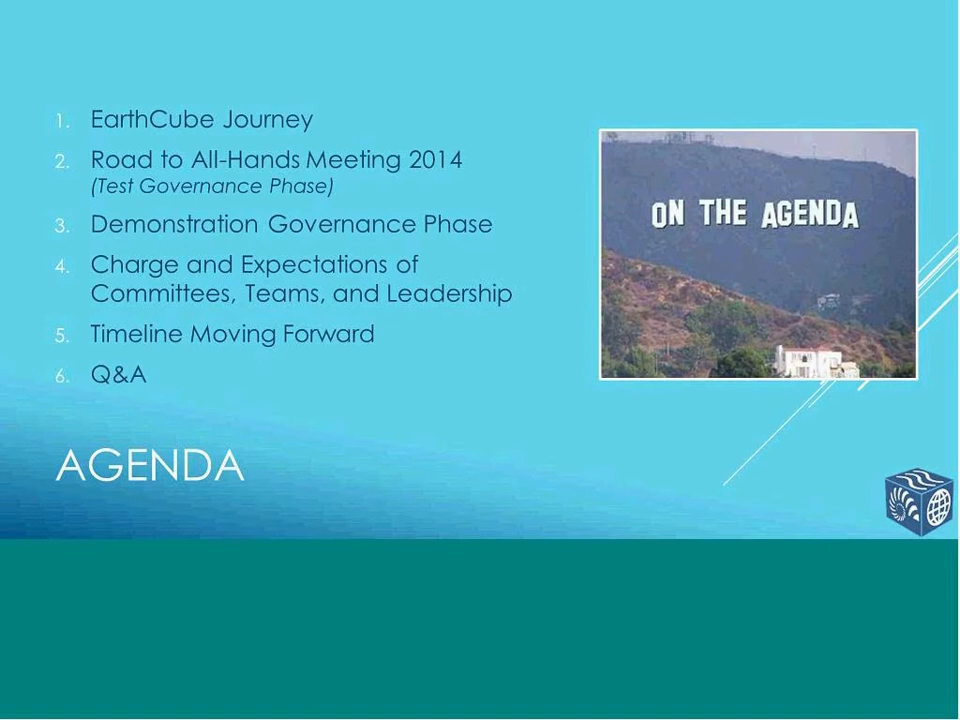 1. EarthCube Journey
2. Road to All-Hands Meeting 2014
(Test Governance Phase)
3. Demonstration Governance Phase
4. Charge and Expectations of
Committees, Teams, and Leadership
5. Timeline Moving Forward
6. Q&A
ON THE AGENDA
AGENDA